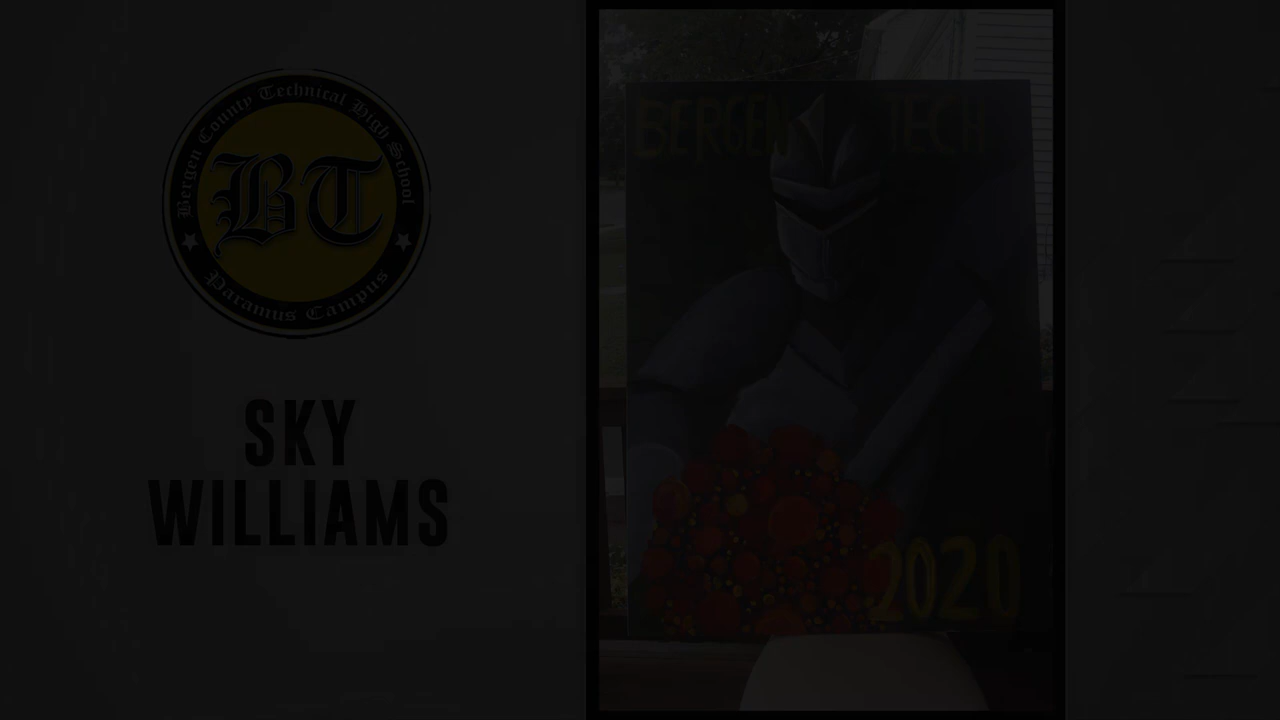 Bergen County Technical High School
BT
Paramus Campus
SKY
WILLIAMS
BERGEN TECH
2020